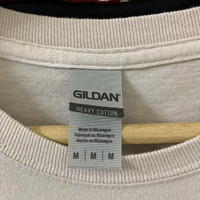 GILDAN
HEAVY COTTON
Made in Nicaragua
Fabriqué au Nicaragua
Hecho en Nicaragua
M M M